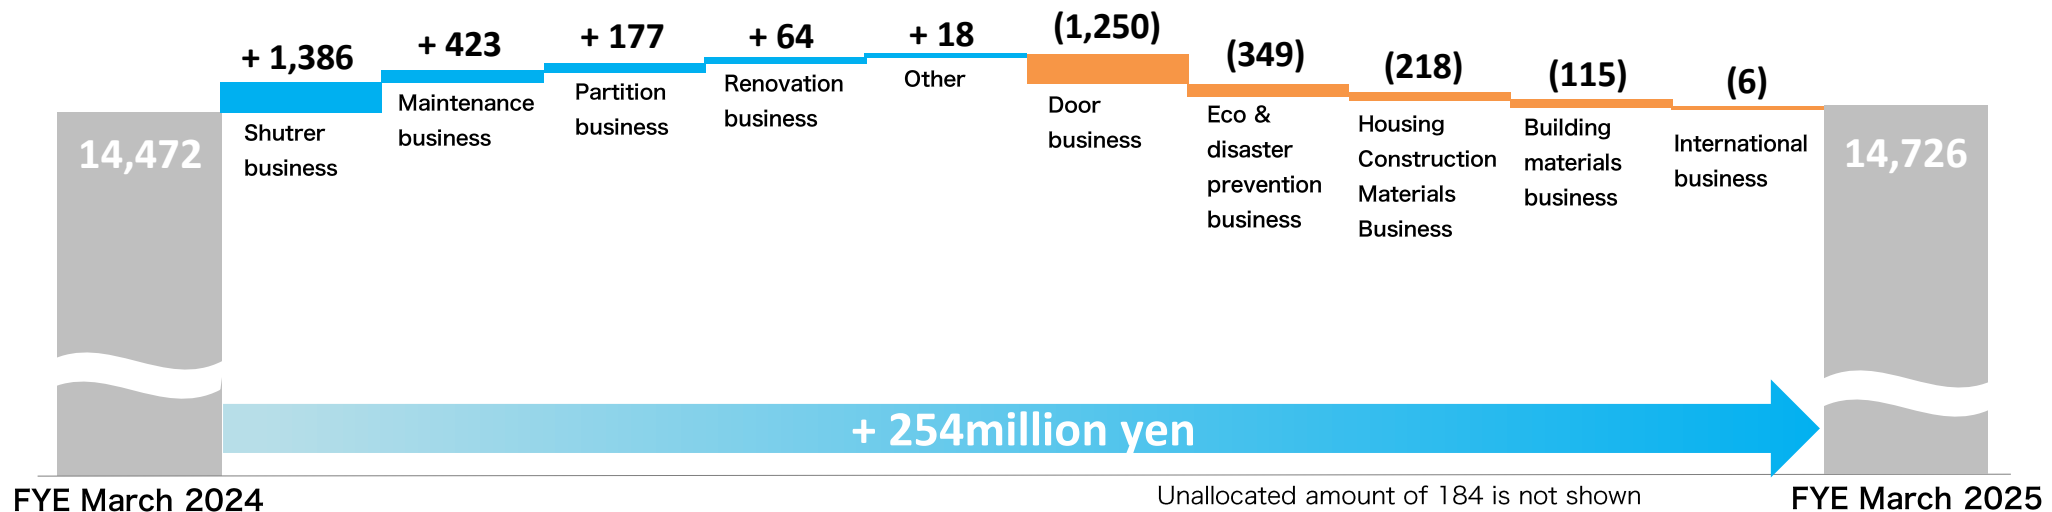 + 1,386
+ 423
+ 177
+ 64
+ 18
(1,250)
(349)
(218)
(115)
(6)
14,472
Shutrer
business
Maintenance
business
Partition
business
Renovation
business
Other
Door
business
Eco &
disaster
prevention
business
Housing
Construction
Materials
Business
Building
materials
business
International
business
14,726
+ 254million yen
FYE March 2024
Unallocated amount of 184 is not shown
FYE March 2025